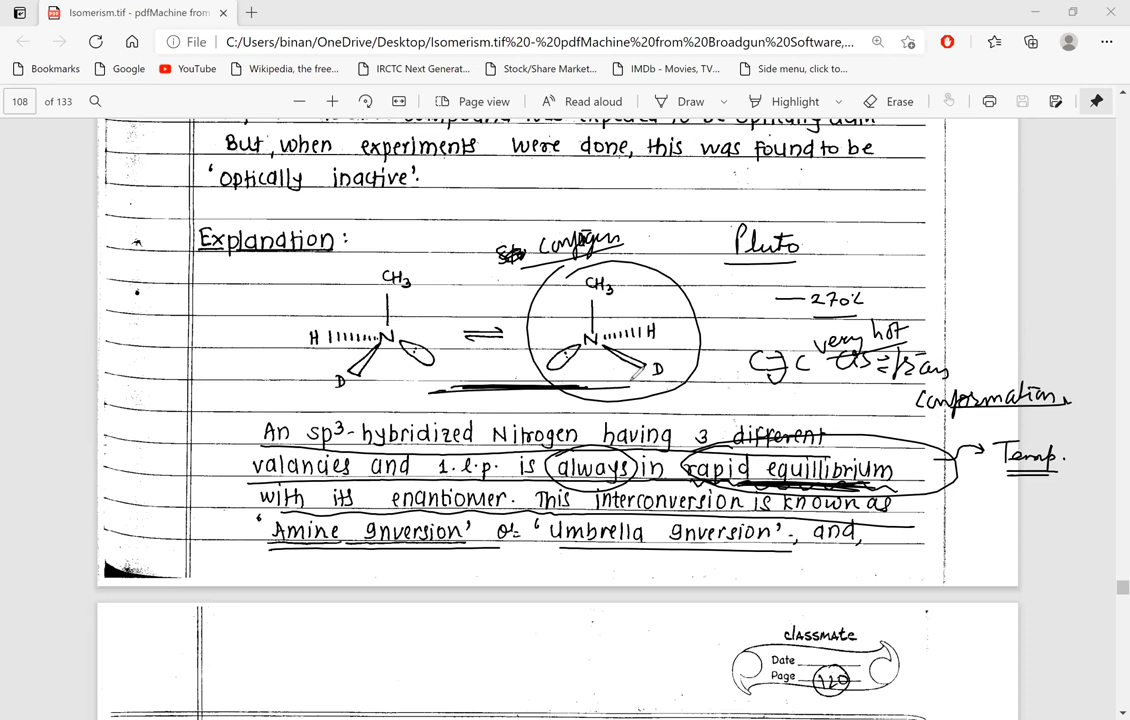 Isomerism.tif - pdfMachine from
File C:/Users/binan/OneDrive/Desktop/Isomerism.tif%20-%20pdfMachine%20from%20Broadgun%20Software,...
Bookmarks Google YouTube Wikipedia, the free... IRCTC Next Generat... Stock/Share Market... IMDb - Movies, TV... Side menu, click to...
108 of 133 Page view Read aloud Draw Highlight Erase
But, when experiments were done, this was found to be
'optically inactive'.
Explanation:
Pluto
CH3 CH3
270°C
H N N H
very hot
D D
C C
conformation
An sp3-hybridized Nitrogen having 3 different
valancies and 1 l.p. is always in rapid equillibrium
Temp.
with its enantiomer. This interconversion is known as
'Amine Inversion' or 'Umbrella Inversion', and,
classmate
Date
Page 120